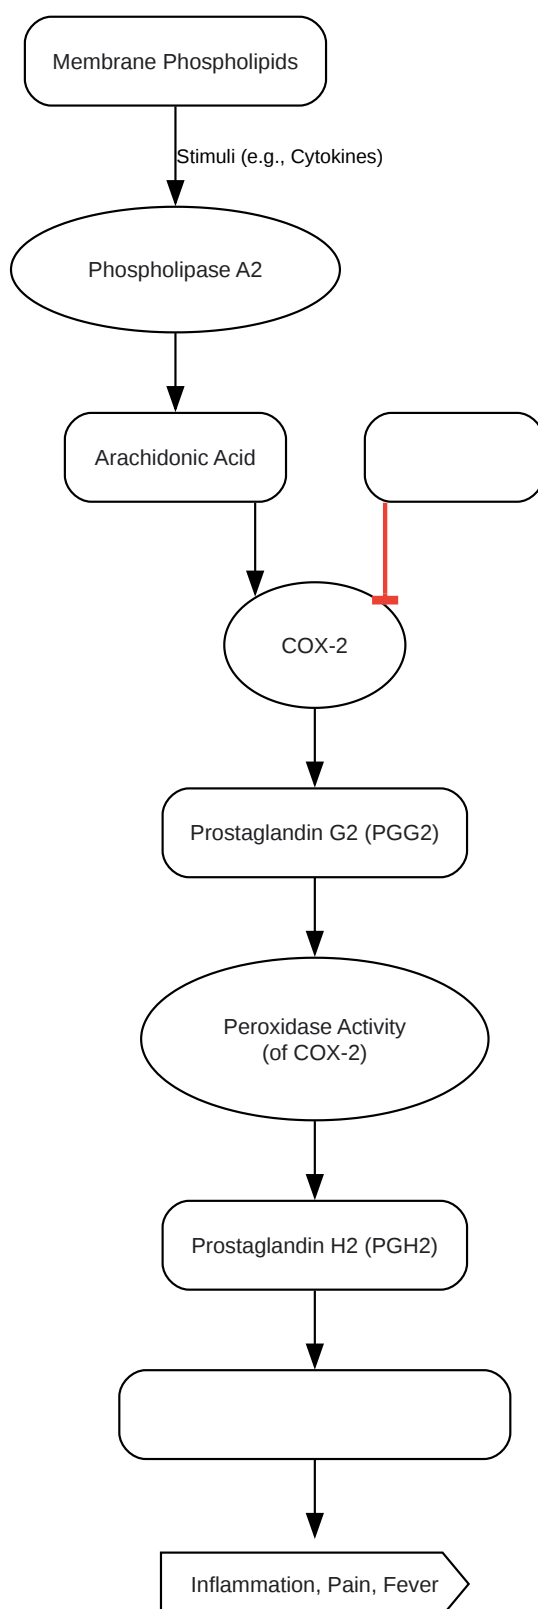 Membrane Phospholipids
Stimuli (e.g., Cytokines)
Phospholipase A2
Arachidonic Acid
COX-2
Prostaglandin G2 (PGG2)
Peroxidase Activity
(of COX-2)
Prostaglandin H2 (PGH2)
Inflammation, Pain, Fever